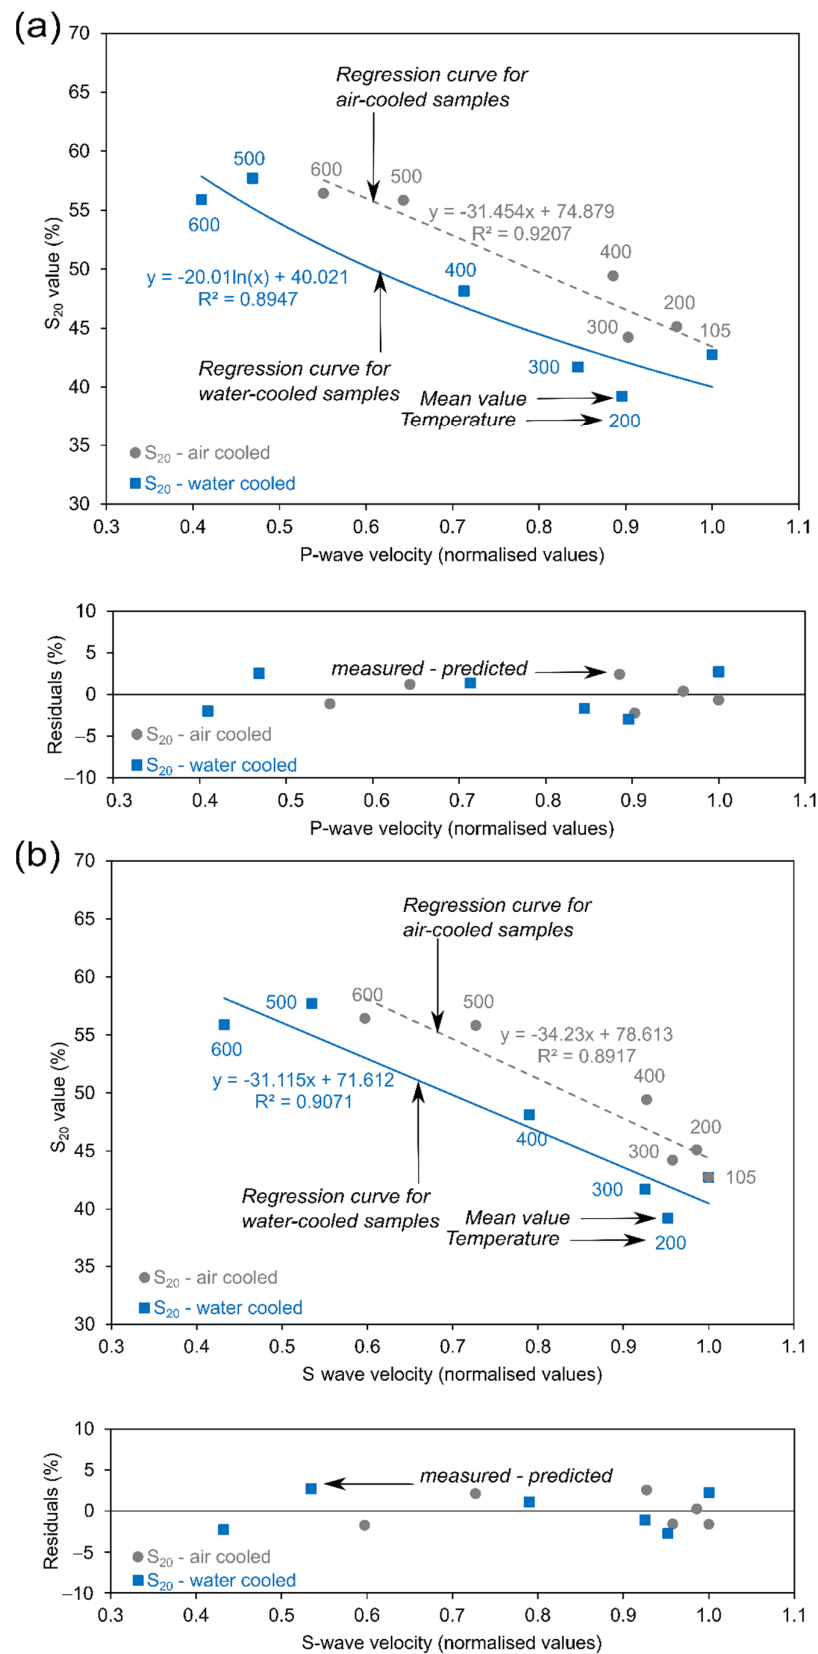 (a)
70
65
60
55
50
45
40
35
30
S20 value (%)
Regression curve for
air-cooled samples
500
600
600
500
y = -31.454x + 74.879
R² = 0.9207
400
y = -20.01ln(x) + 40.021
R² = 0.8947
400
200
300
105
Regression curve for
water-cooled samples
300
Mean value
Temperature
200
S20 - air cooled
S20 - water cooled
0.3 0.4 0.5 0.6 0.7 0.8 0.9 1.0 1.1
P-wave velocity (normalised values)
10
5
0
−5
−10
Residuals (%)
measured - predicted
S20 - air cooled
S20 - water cooled
0.3 0.4 0.5 0.6 0.7 0.8 0.9 1.0 1.1
P-wave velocity (normalised values)
(b)
70
65
60
55
50
45
40
35
30
S20 value (%)
Regression curve for
air-cooled samples
500
600
600
500
y = -34.23x + 78.613
R² = 0.8917
y = -31.115x + 71.612
R² = 0.9071
400
400
200
300
105
Regression curve for
water-cooled samples
300
Mean value
Temperature
200
S20 - air cooled
S20 - water cooled
0.3 0.4 0.5 0.6 0.7 0.8 0.9 1.0 1.1
S wave velocity (normalised values)
10
5
0
−5
−10
Residuals (%)
measured - predicted
S20 - air cooled
S20 - water cooled
0.3 0.4 0.5 0.6 0.7 0.8 0.9 1.0 1.1
S-wave velocity (normalised values)